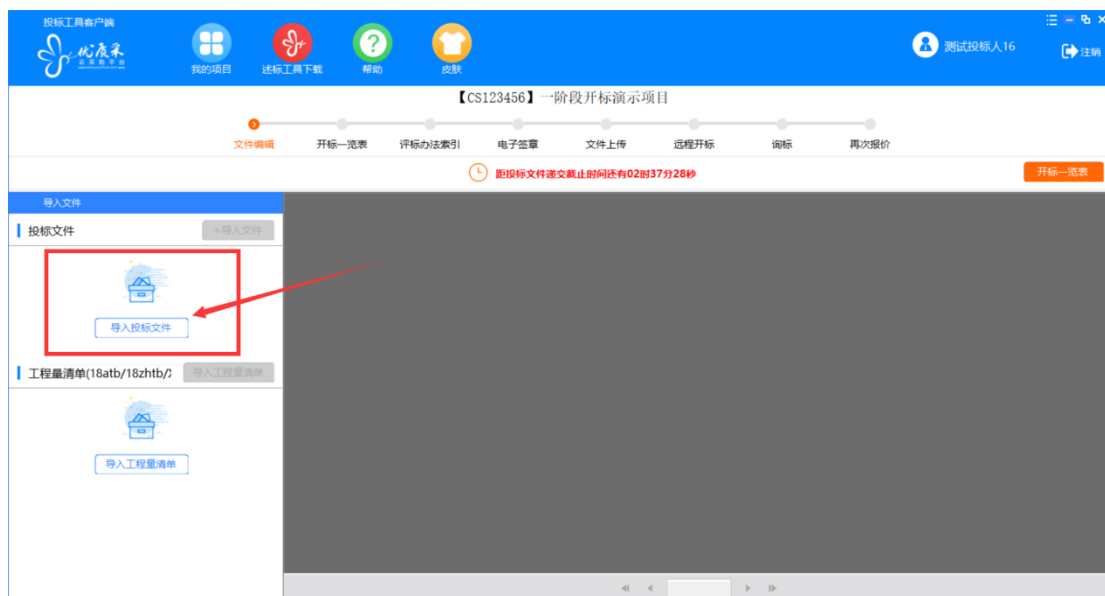 投标工具客户端
优质采
云采购平台
我的项目
述标工具下载
帮助
皮肤
测试投标人16
注销
【CS123456】一阶段开标演示项目
文件编辑
开标一览表
评标办法索引
电子签章
文件上传
远程开标
询标
再次报价
距投标文件递交截止时间还有02时37分28秒
开标一览表
导入文件
投标文件
+导入文件
导入投标文件
工程量清单(18atb/18zhtb/
导入工程量清单
导入工程量清单